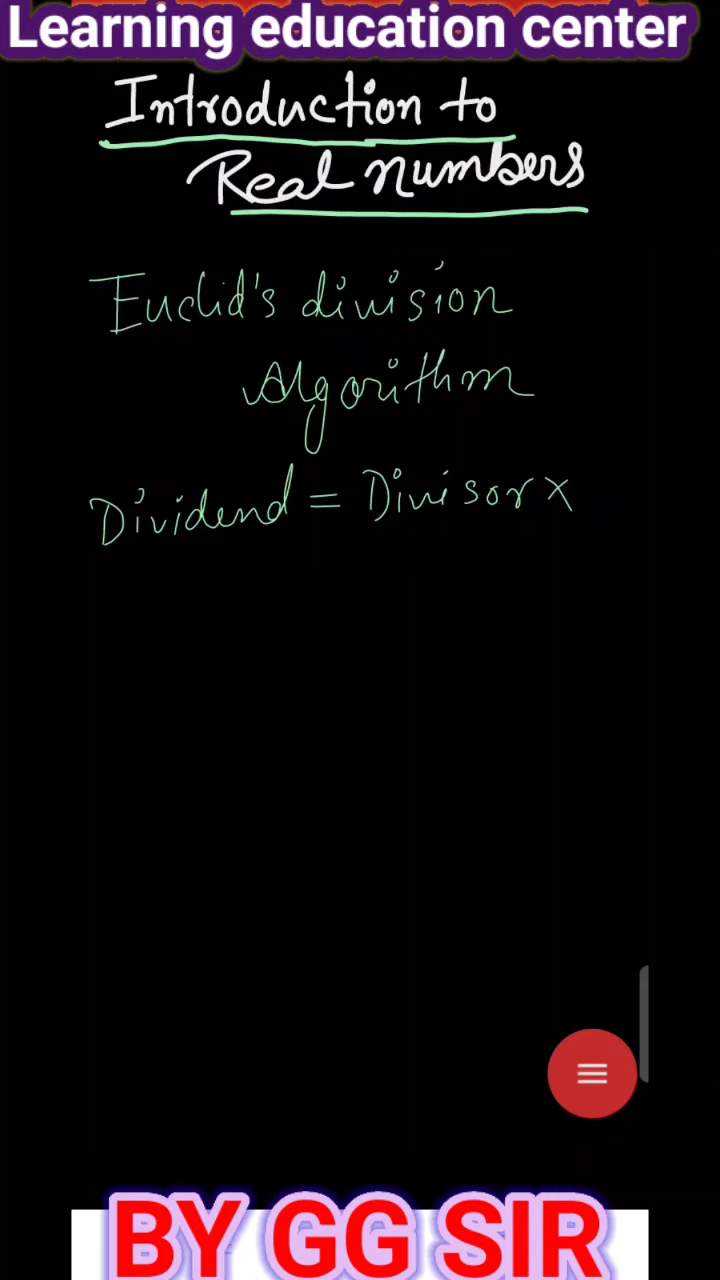 Learning education center
Introduction to
Real numbers
Euclid's division
Algorithm
Dividend = Divisor ×
BY GG SIR